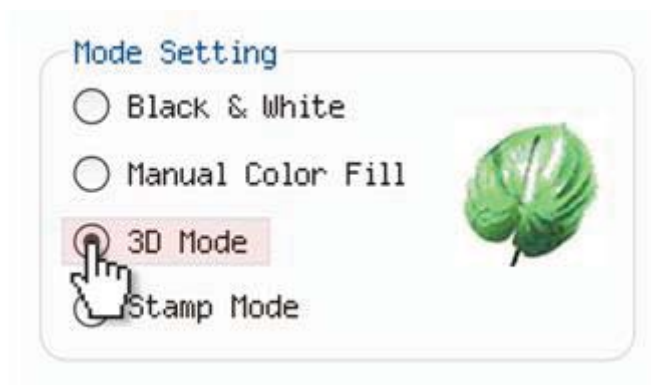 Mode Setting
Black & White
Manual Color Fill
3D Mode
Stamp Mode